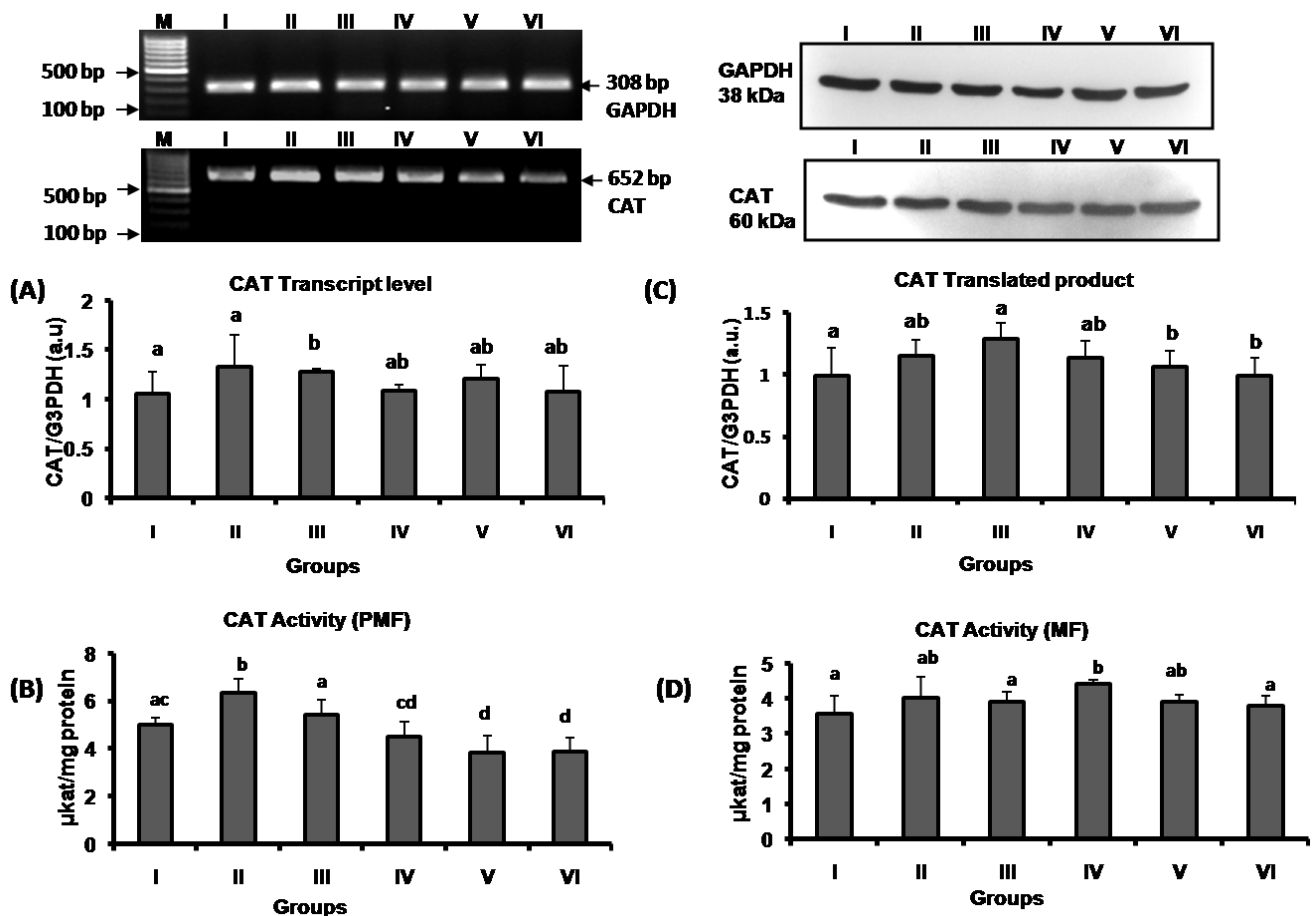 M I II III IV V VI
500 bp
308 bp
GAPDH
100 bp
M I II III IV V VI
500 bp
652 bp
CAT
100 bp
I II III IV V VI
GAPDH
38 kDa
I II III IV V VI
CAT
60 kDa
(A)
CAT Transcript level
CAT/G3PDH (a.u)
2
1.5
1
0.5
0
a a b ab ab ab
I II III IV V VI
Groups
(C)
CAT Translated product
CAT/G3PDH (a.u.)
1.5
1
0.5
0
a ab a ab b b
I II III IV V VI
Groups
(B)
CAT Activity (PMF)
µkat/mg protein
8
6
4
2
0
ac b a cd d d
I II III IV V VI
Groups
(D)
CAT Activity (MF)
µkat/mg protein
5
4
3
2
1
0
a ab a b ab a
I II III IV V VI
Groups